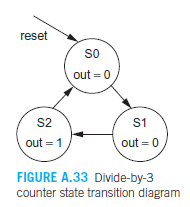 reset
S0
out = 0
S2
out = 1
S1
out = 0
FIGURE A.33 Divide-by-3
counter state transition diagram